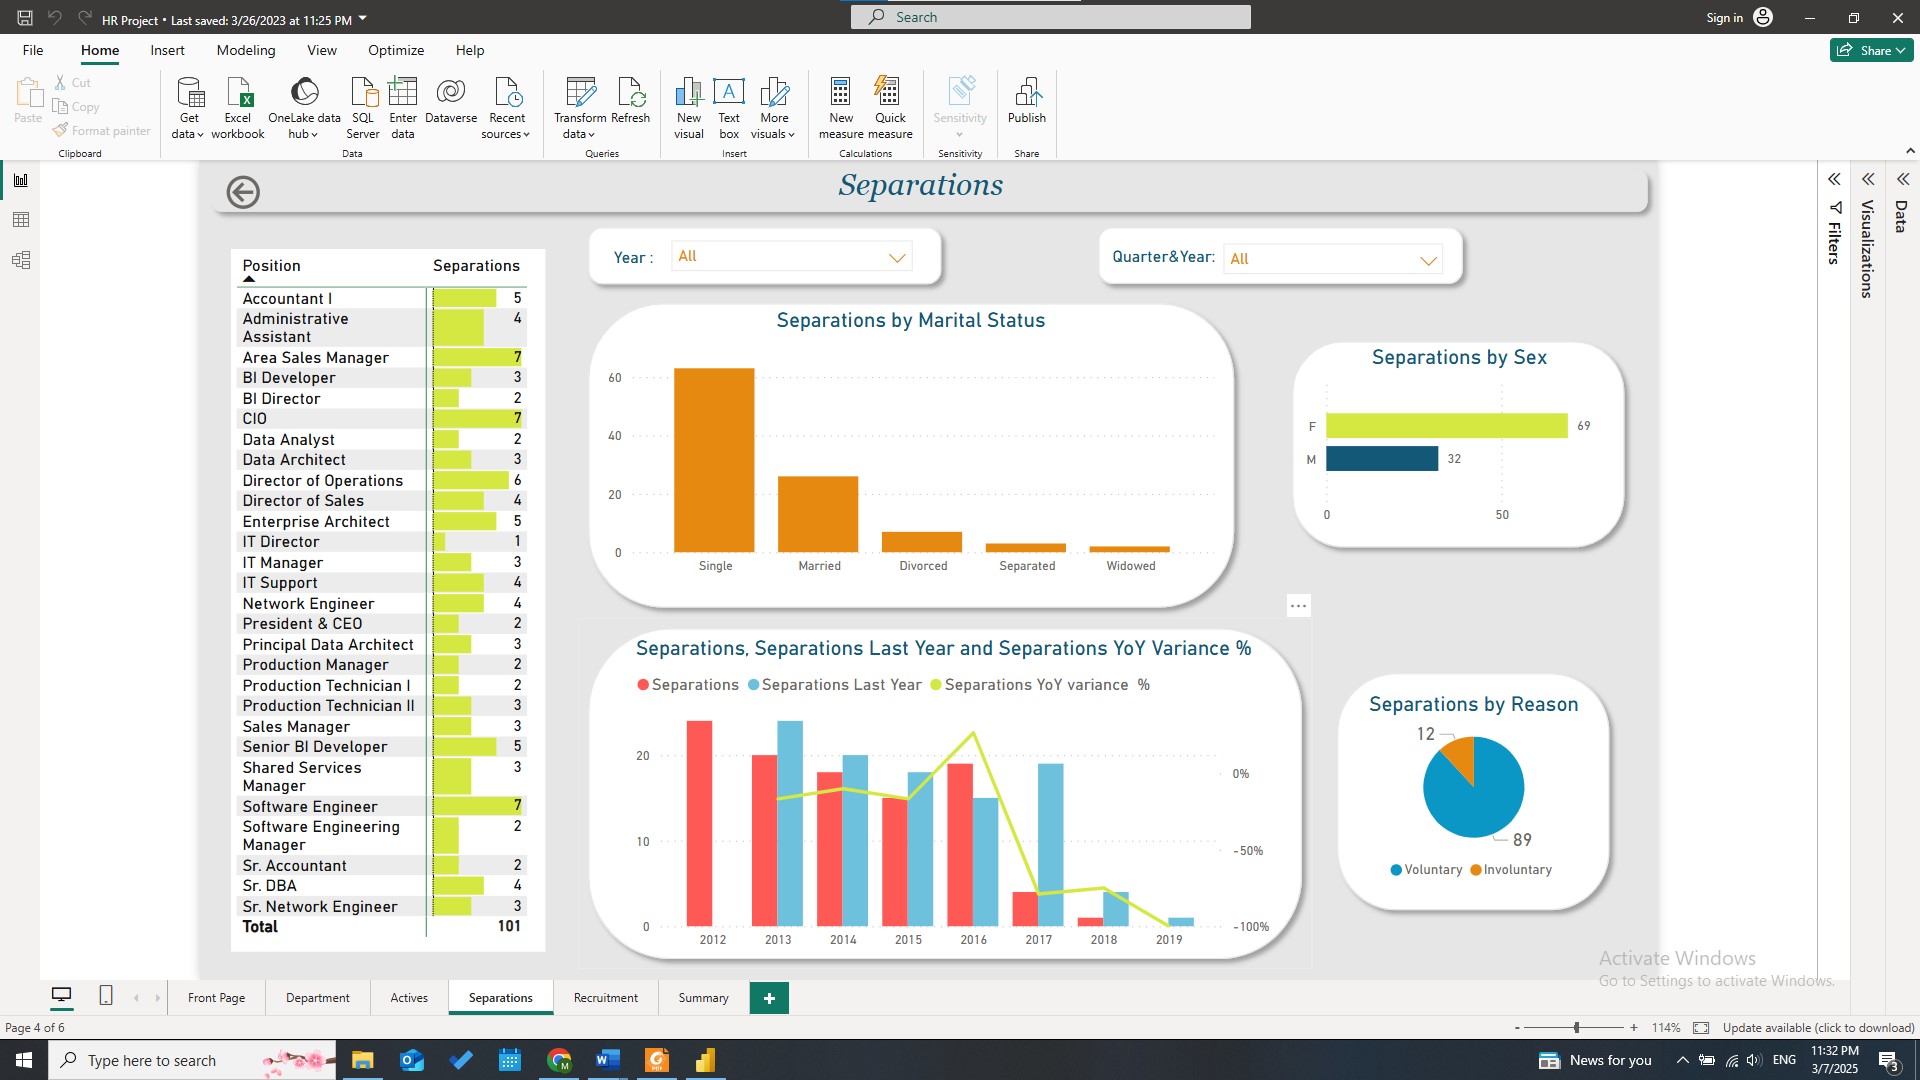 HR Project • Last saved: 3/26/2023 at 11:25 PM
Search
Sign in
File
Home
Insert
Modeling
View
Optimize
Help
Share
Paste
Cut
Copy
Format painter
Clipboard
Get data
Excel workbook
OneLake data hub
SQL Server
Enter data
Dataverse
Recent sources
Data
Transform data
Refresh
Queries
New visual
Text box
More visuals
Insert
New measure
Quick measure
Calculations
Sensitivity
Sensitivity
Publish
Share
Separations
Filters
Visualizations
Data
Position Separations
Accountant I 5
Administrative Assistant 4
Area Sales Manager 7
BI Developer 3
BI Director 2
CIO 7
Data Analyst 2
Data Architect 3
Director of Operations 6
Director of Sales 4
Enterprise Architect 5
IT Director 1
IT Manager 3
IT Support 4
Network Engineer 4
President & CEO 2
Principal Data Architect 3
Production Manager 2
Production Technician I 2
Production Technician II 3
Sales Manager 3
Senior BI Developer 5
Shared Services Manager 3
Software Engineer 7
Software Engineering Manager 2
Sr. Accountant 2
Sr. DBA 4
Sr. Network Engineer 3
Total 101
Year : All
Quarter&Year: All
Separations by Marital Status
60
40
20
0
Single Married Divorced Separated Widowed
Separations by Sex
F 69
M 32
0 50
Separations, Separations Last Year and Separations YoY Variance %
Separations Separations Last Year Separations YoY variance %
20
10
0
0%
-50%
-100%
2012 2013 2014 2015 2016 2017 2018 2019
Separations by Reason
12
89
Voluntary Involuntary
Activate Windows
Go to Settings to activate Windows.
Front Page
Department
Actives
Separations
Recruitment
Summary
Page 4 of 6
114%
Update available (click to download)
Type here to search
News for you
ENG
11:32 PM
3/7/2025
3